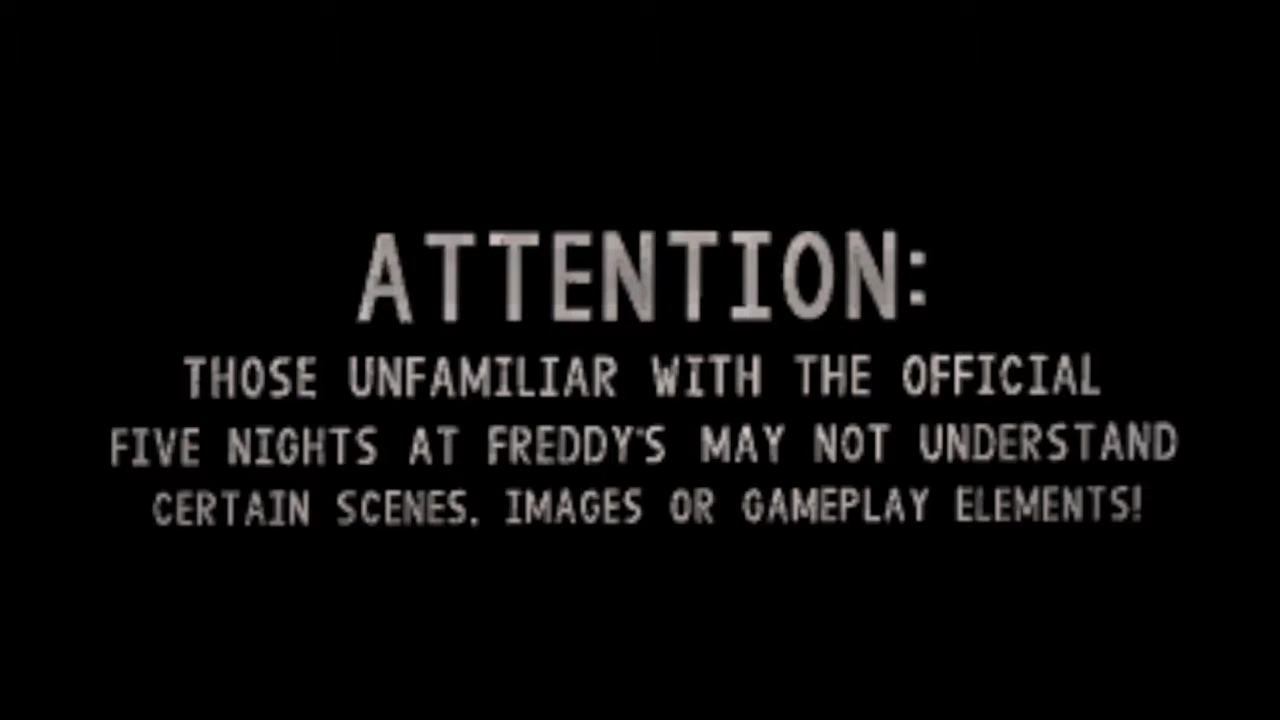 ATTENTION:
THOSE UNFAMILIAR WITH THE OFFICIAL
FIVE NIGHTS AT FREDDY'S MAY NOT UNDERSTAND
CERTAIN SCENES, IMAGES OR GAMEPLAY ELEMENTS!